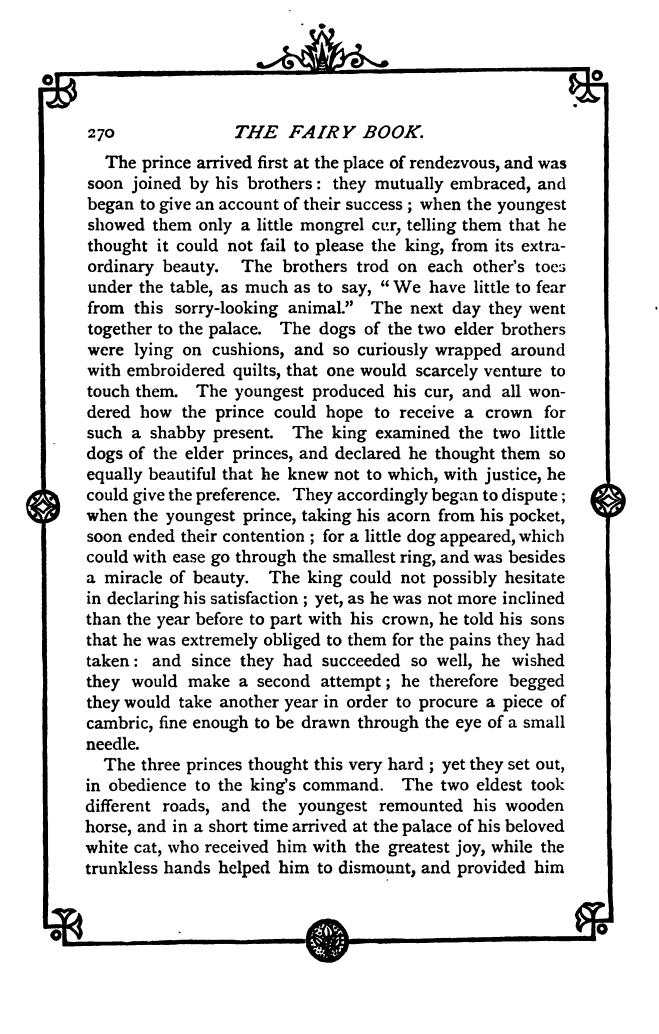 270 THE FAIRY BOOK.
The prince arrived first at the place of rendezvous, and was
soon joined by his brothers : they mutually embraced, and
began to give an account of their success ; when the youngest
showed them only a little mongrel cur, telling them that he
thought it could not fail to please the king, from its extra-
ordinary beauty. The brothers trod on each other's toes
under the table, as much as to say, “ We have little to fear
from this sorry-looking animal.” The next day they went
together to the palace. The dogs of the two elder brothers
were lying on cushions, and so curiously wrapped around
with embroidered quilts, that one would scarcely venture to
touch them. The youngest produced his cur, and all won-
dered how the prince could hope to receive a crown for
such a shabby present. The king examined the two little
dogs of the elder princes, and declared he thought them so
equally beautiful that he knew not to which, with justice, he
could give the preference. They accordingly began to dispute ;
when the youngest prince, taking his acorn from his pocket,
soon ended their contention ; for a little dog appeared, which
could with ease go through the smallest ring, and was besides
a miracle of beauty. The king could not possibly hesitate
in declaring his satisfaction ; yet, as he was not more inclined
than the year before to part with his crown, he told his sons
that he was extremely obliged to them for the pains they had
taken : and since they had succeeded so well, he wished
they would make a second attempt ; he therefore begged
they would take another year in order to procure a piece of
cambric, fine enough to be drawn through the eye of a small
needle.
The three princes thought this very hard ; yet they set out,
in obedience to the king's command. The two eldest took
different roads, and the youngest remounted his wooden
horse, and in a short time arrived at the palace of his beloved
white cat, who received him with the greatest joy, while the
trunkless hands helped him to dismount, and provided him